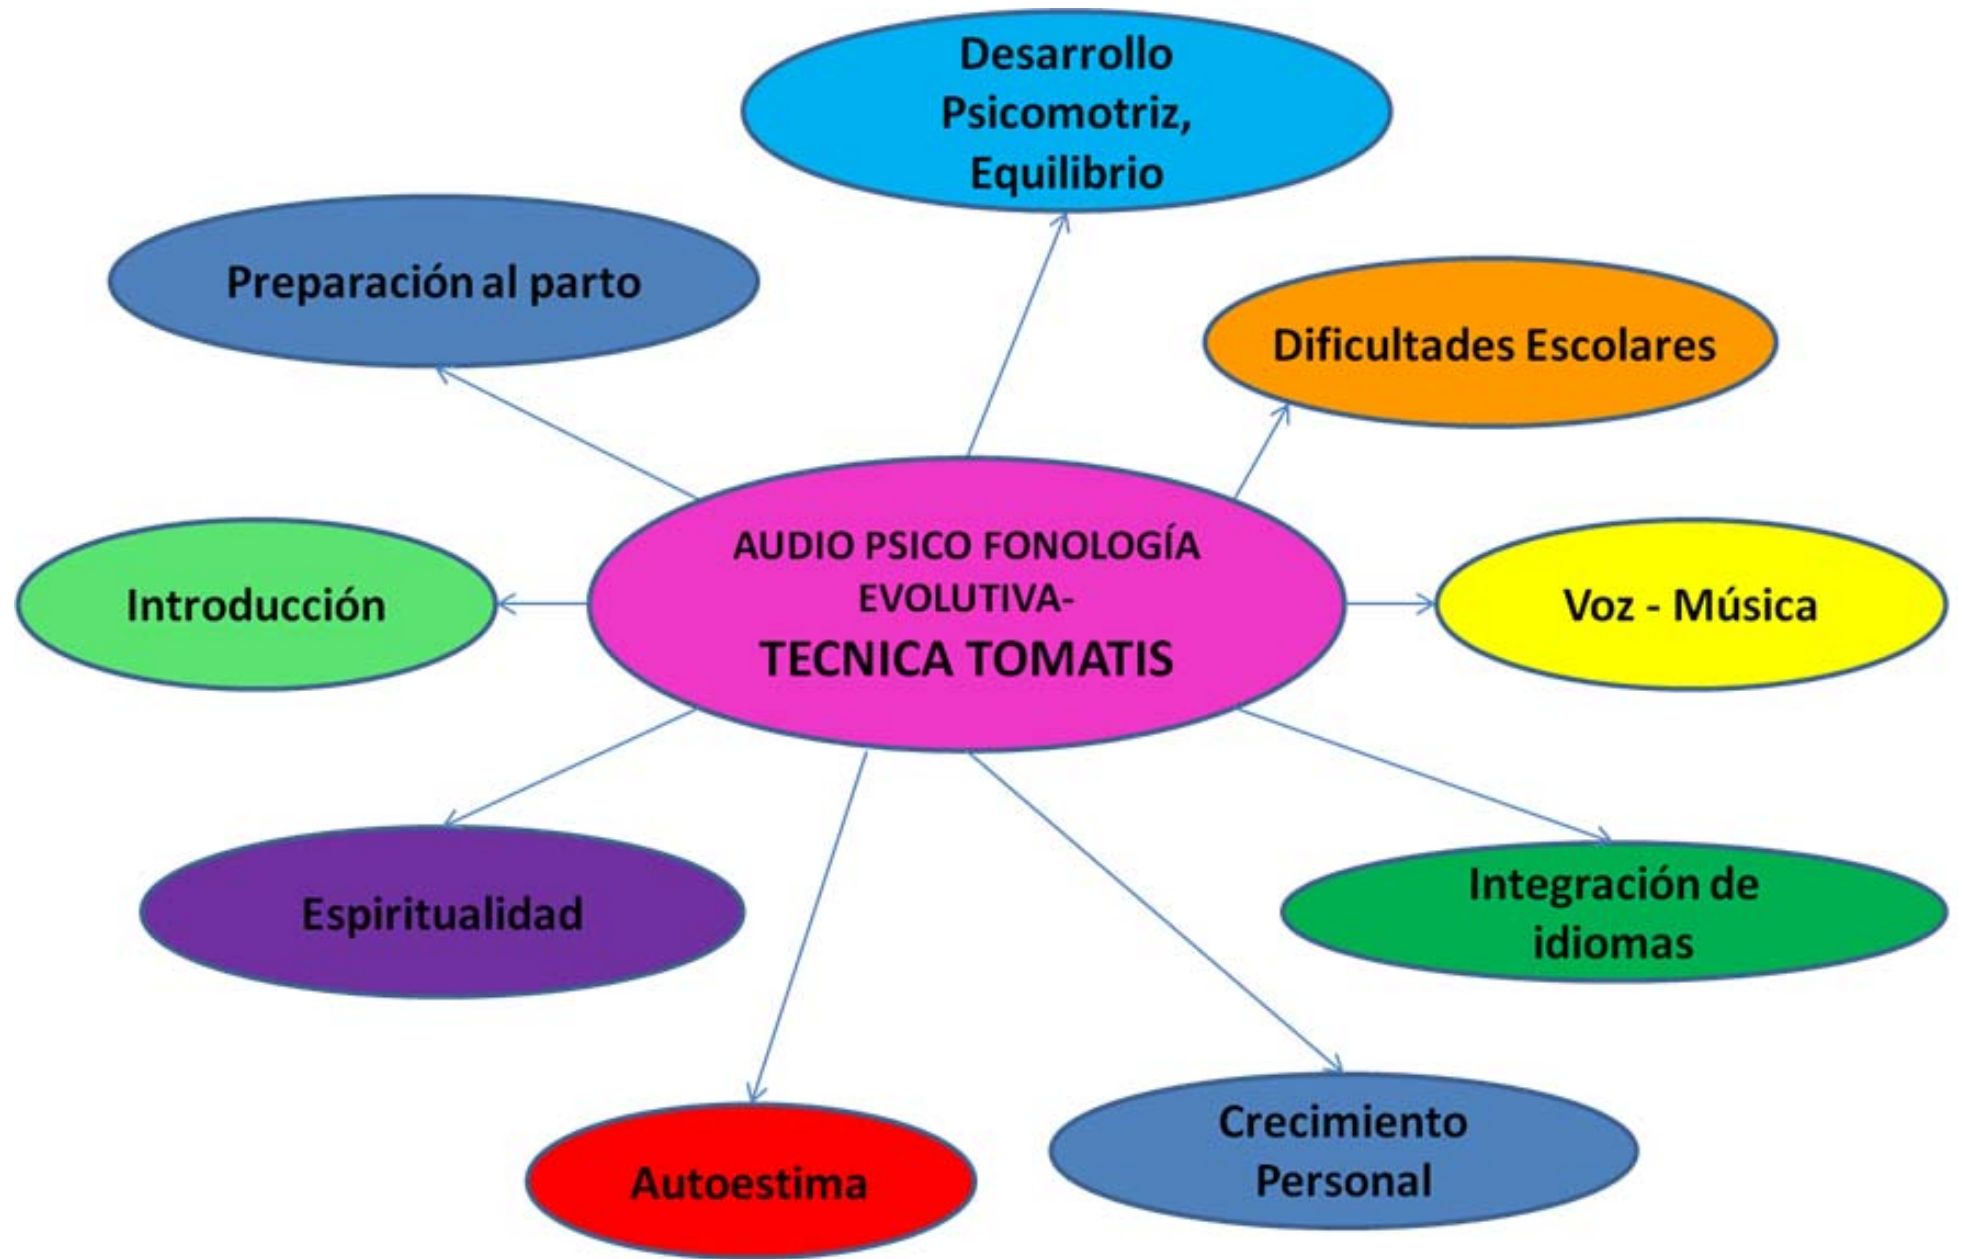 Desarrollo
Psicomotriz,
Equilibrio
Preparación al parto
Dificultades Escolares
AUDIO PSICO FONOLOGÍA
EVOLUTIVA-
TECNICA TOMATIS
Introducción
Voz - Música
Espiritualidad
Integración de
idiomas
Autoestima
Crecimiento
Personal